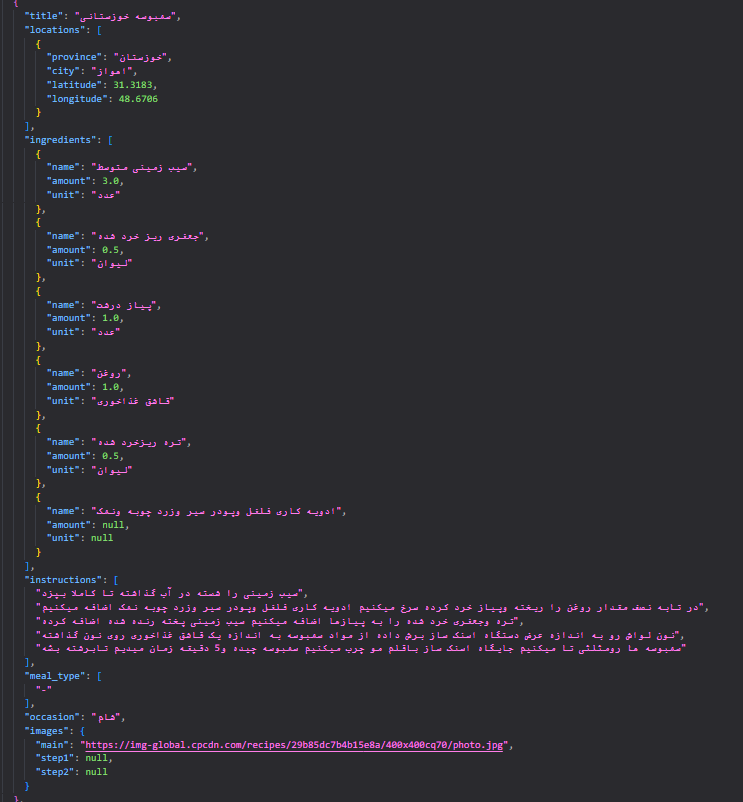 {
"title": "سمبوسه خوزستانی",
"locations": [
{
"province": "خوزستان",
"city": "اهواز",
"latitude": 31.3183,
"longitude": 48.6706
}
],
"ingredients": [
{
"name": "سیب زمینی متوسط",
"amount": 3.0,
"unit": "عدد"
},
{
"name": "جعفری ریز خرد شده",
"amount": 0.5,
"unit": "لیوان"
},
{
"name": "پیاز درشت",
"amount": 1.0,
"unit": "عدد"
},
{
"name": "روغن",
"amount": 1.0,
"unit": "قاشق غذاخوری"
},
{
"name": "تره ریزخرد شده",
"amount": 0.5,
"unit": "لیوان"
},
{
"name": "ادویه کاری فلفل وپودر سیر وزرد چوبه ونمک",
"amount": null,
"unit": null
}
],
"instructions": [
"سیب زمینی را شسته در آب گذاشته تا کاملا بپزد",
"در تابه نصف مقدار روغن را ریخته وپیاز خرد کرده سرخ میکنیم ادویه کاری فلفل وپودر سیر وزرد چوبه نمک اضافه میکنیم",
"تره وجعفری خرد شده را به پیازها اضافه میکنیم سیب زمینی پخته رنده شده اضافه کرده",
"نون لواش رو به اندازه عرض دستگاه اسنک ساز برش داده از مواد سمبوسه به اندازه یک قاشق غذاخوری روی نون گذاشته",
"سمبوسه ها رومثلثی تا میکنیم جایگاه اسنک ساز باقلم مو چرب میکنیم سمبوسه چیده و5 دقیقه زمان میدیم تابرشته بشه"
],
"meal_type": [
"-"
],
"occasion": "شام",
"images": {
"main": "https://img-global.cpcdn.com/recipes/29b85dc7b4b15e8a/400x400cq70/photo.jpg",
"step1": null,
"step2": null
}
},